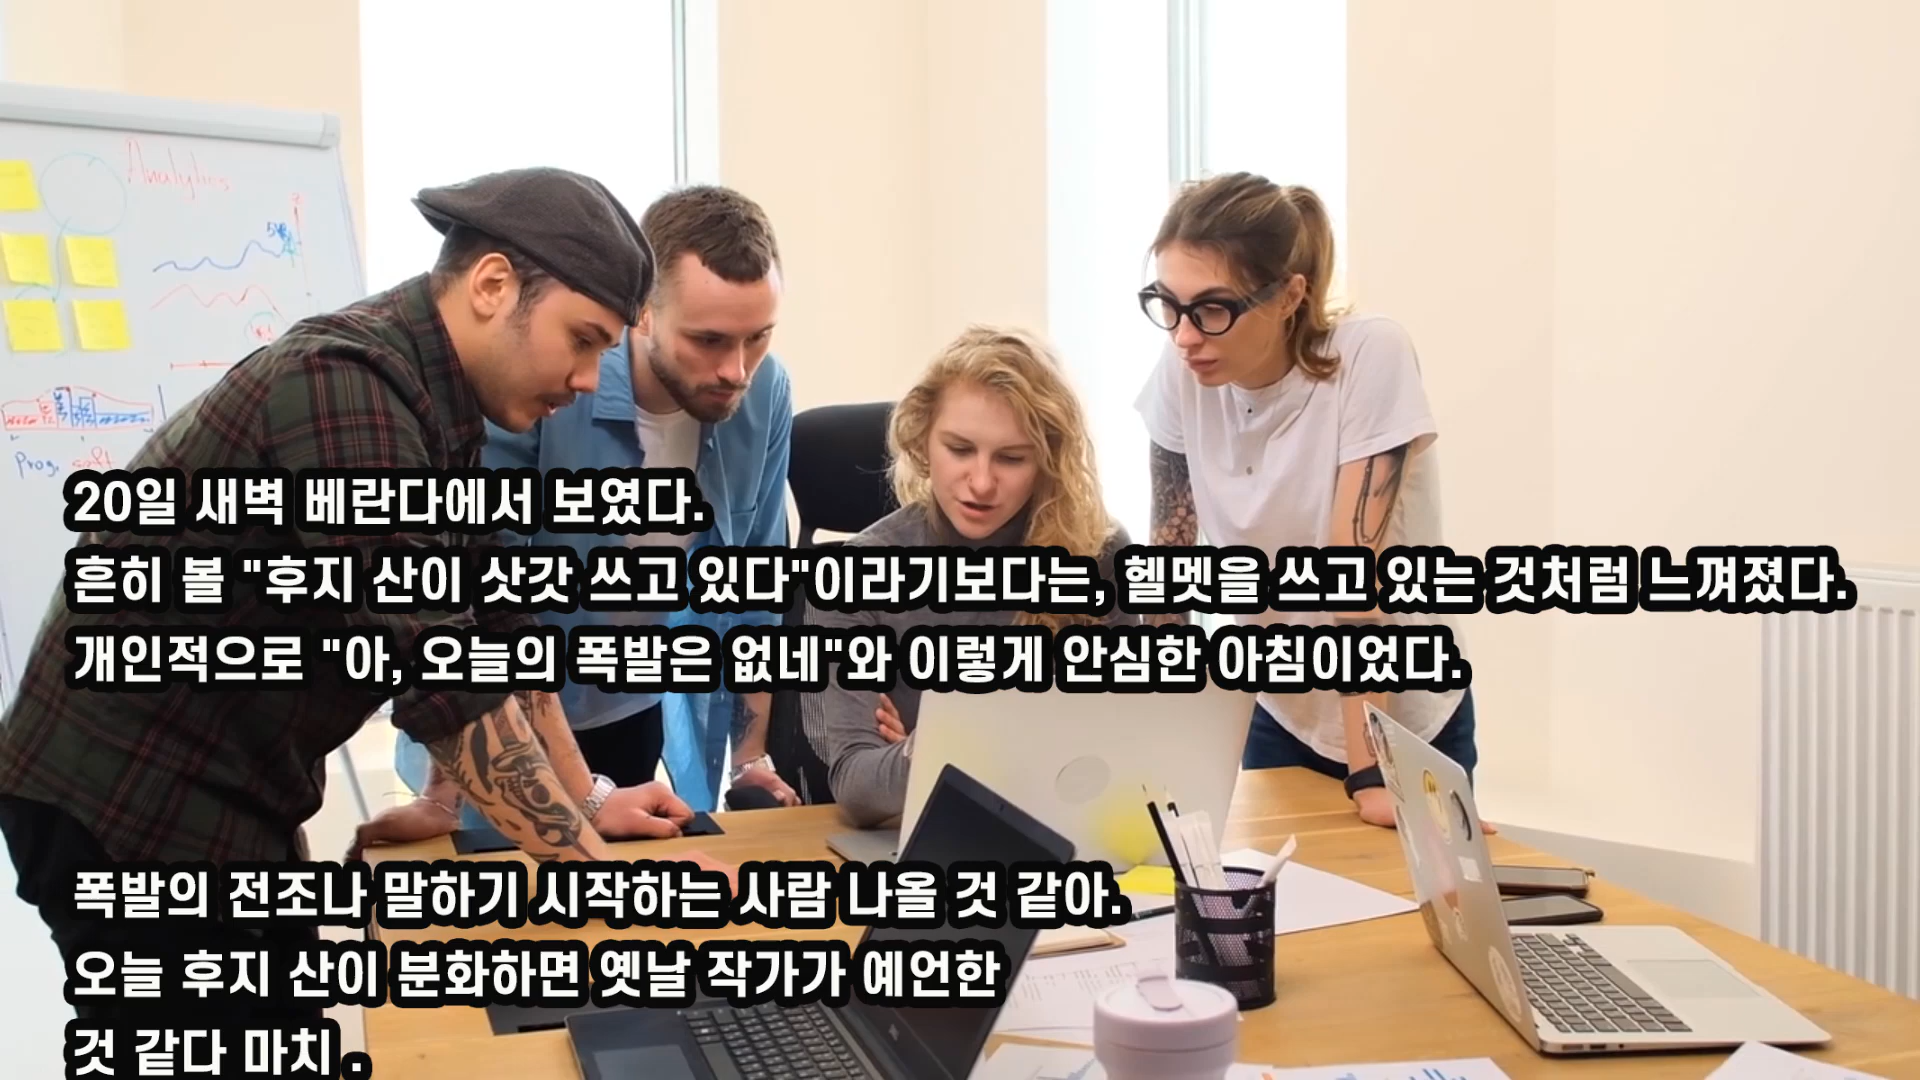 Analytics
Prog. soft
20일 새벽 베란다에서 보였다.
흔히 볼 "후지 산이 삿갓 쓰고 있다"이라기보다는, 헬멧을 쓰고 있는 것처럼 느껴졌다.
개인적으로 "아, 오늘의 폭발은 없네"와 이렇게 안심한 아침이었다.
폭발의 전조나 말하기 시작하는 사람 나올 것 같아.
오늘 후지 산이 분화하면 옛날 작가가 예언한
것 같다 마치 .